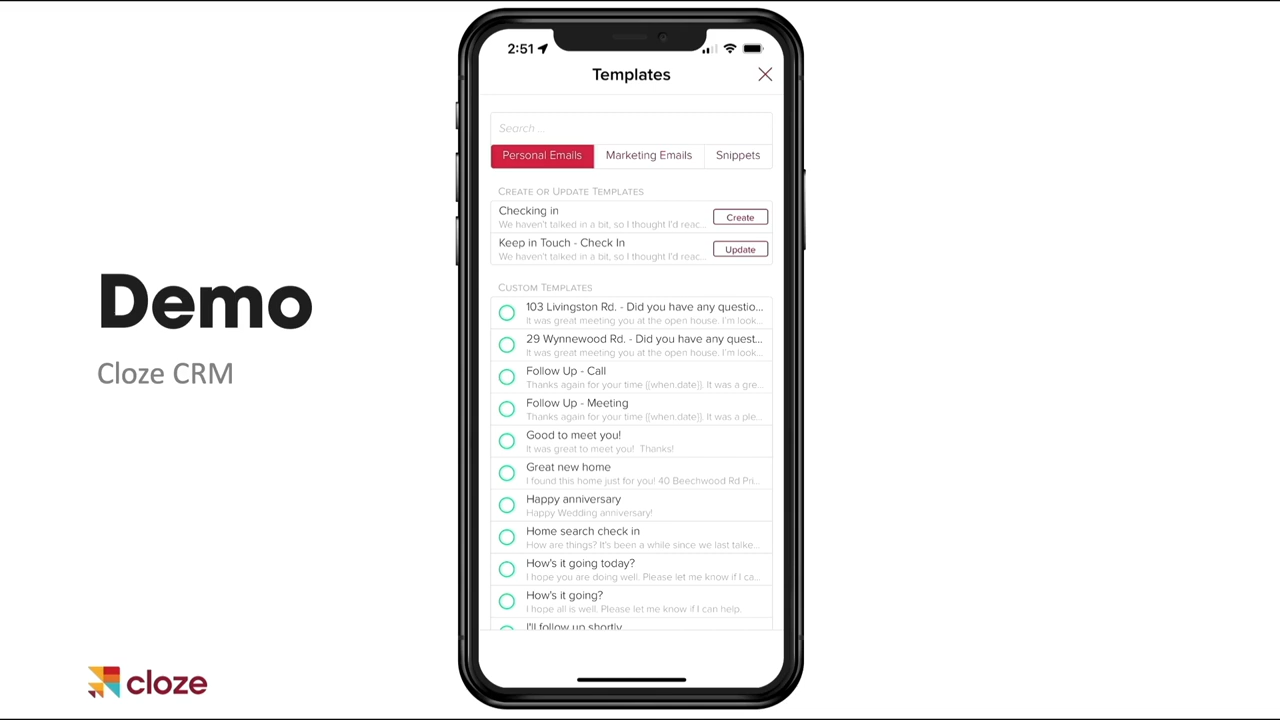 Demo
Cloze CRM
cloze
2:51
Templates
Search ...
Personal Emails
Marketing Emails
Snippets
CREATE OR UPDATE TEMPLATES
Checking in
We haven't talked in a bit, so I thought I'd reac...
Create
Keep in Touch - Check In
We haven't talked in a bit, so I thought I'd reac...
Update
CUSTOM TEMPLATES
103 Livingston Rd. - Did you have any questio...
It was great meeting you at the open house. I'm look...
29 Wynnewood Rd. - Did you have any quest...
It was great meeting you at the open house. I'm look...
Follow Up - Call
Thanks again for your time {{when.date}}. It was a gre...
Follow Up - Meeting
Thanks again for your time {{when.date}}. It was a ple...
Good to meet you!
It was great to meet you! Thanks!
Great new home
I found this home just for you! 40 Beechwood Rd Pri...
Happy anniversary
Happy Wedding anniversary!
Home search check in
How are things? It's been a while since we last talke...
How's it going today?
I hope you are doing well. Please let me know if I ca...
How's it going?
I hope all is well. Please let me know if I can help.
I'll follow up shortly